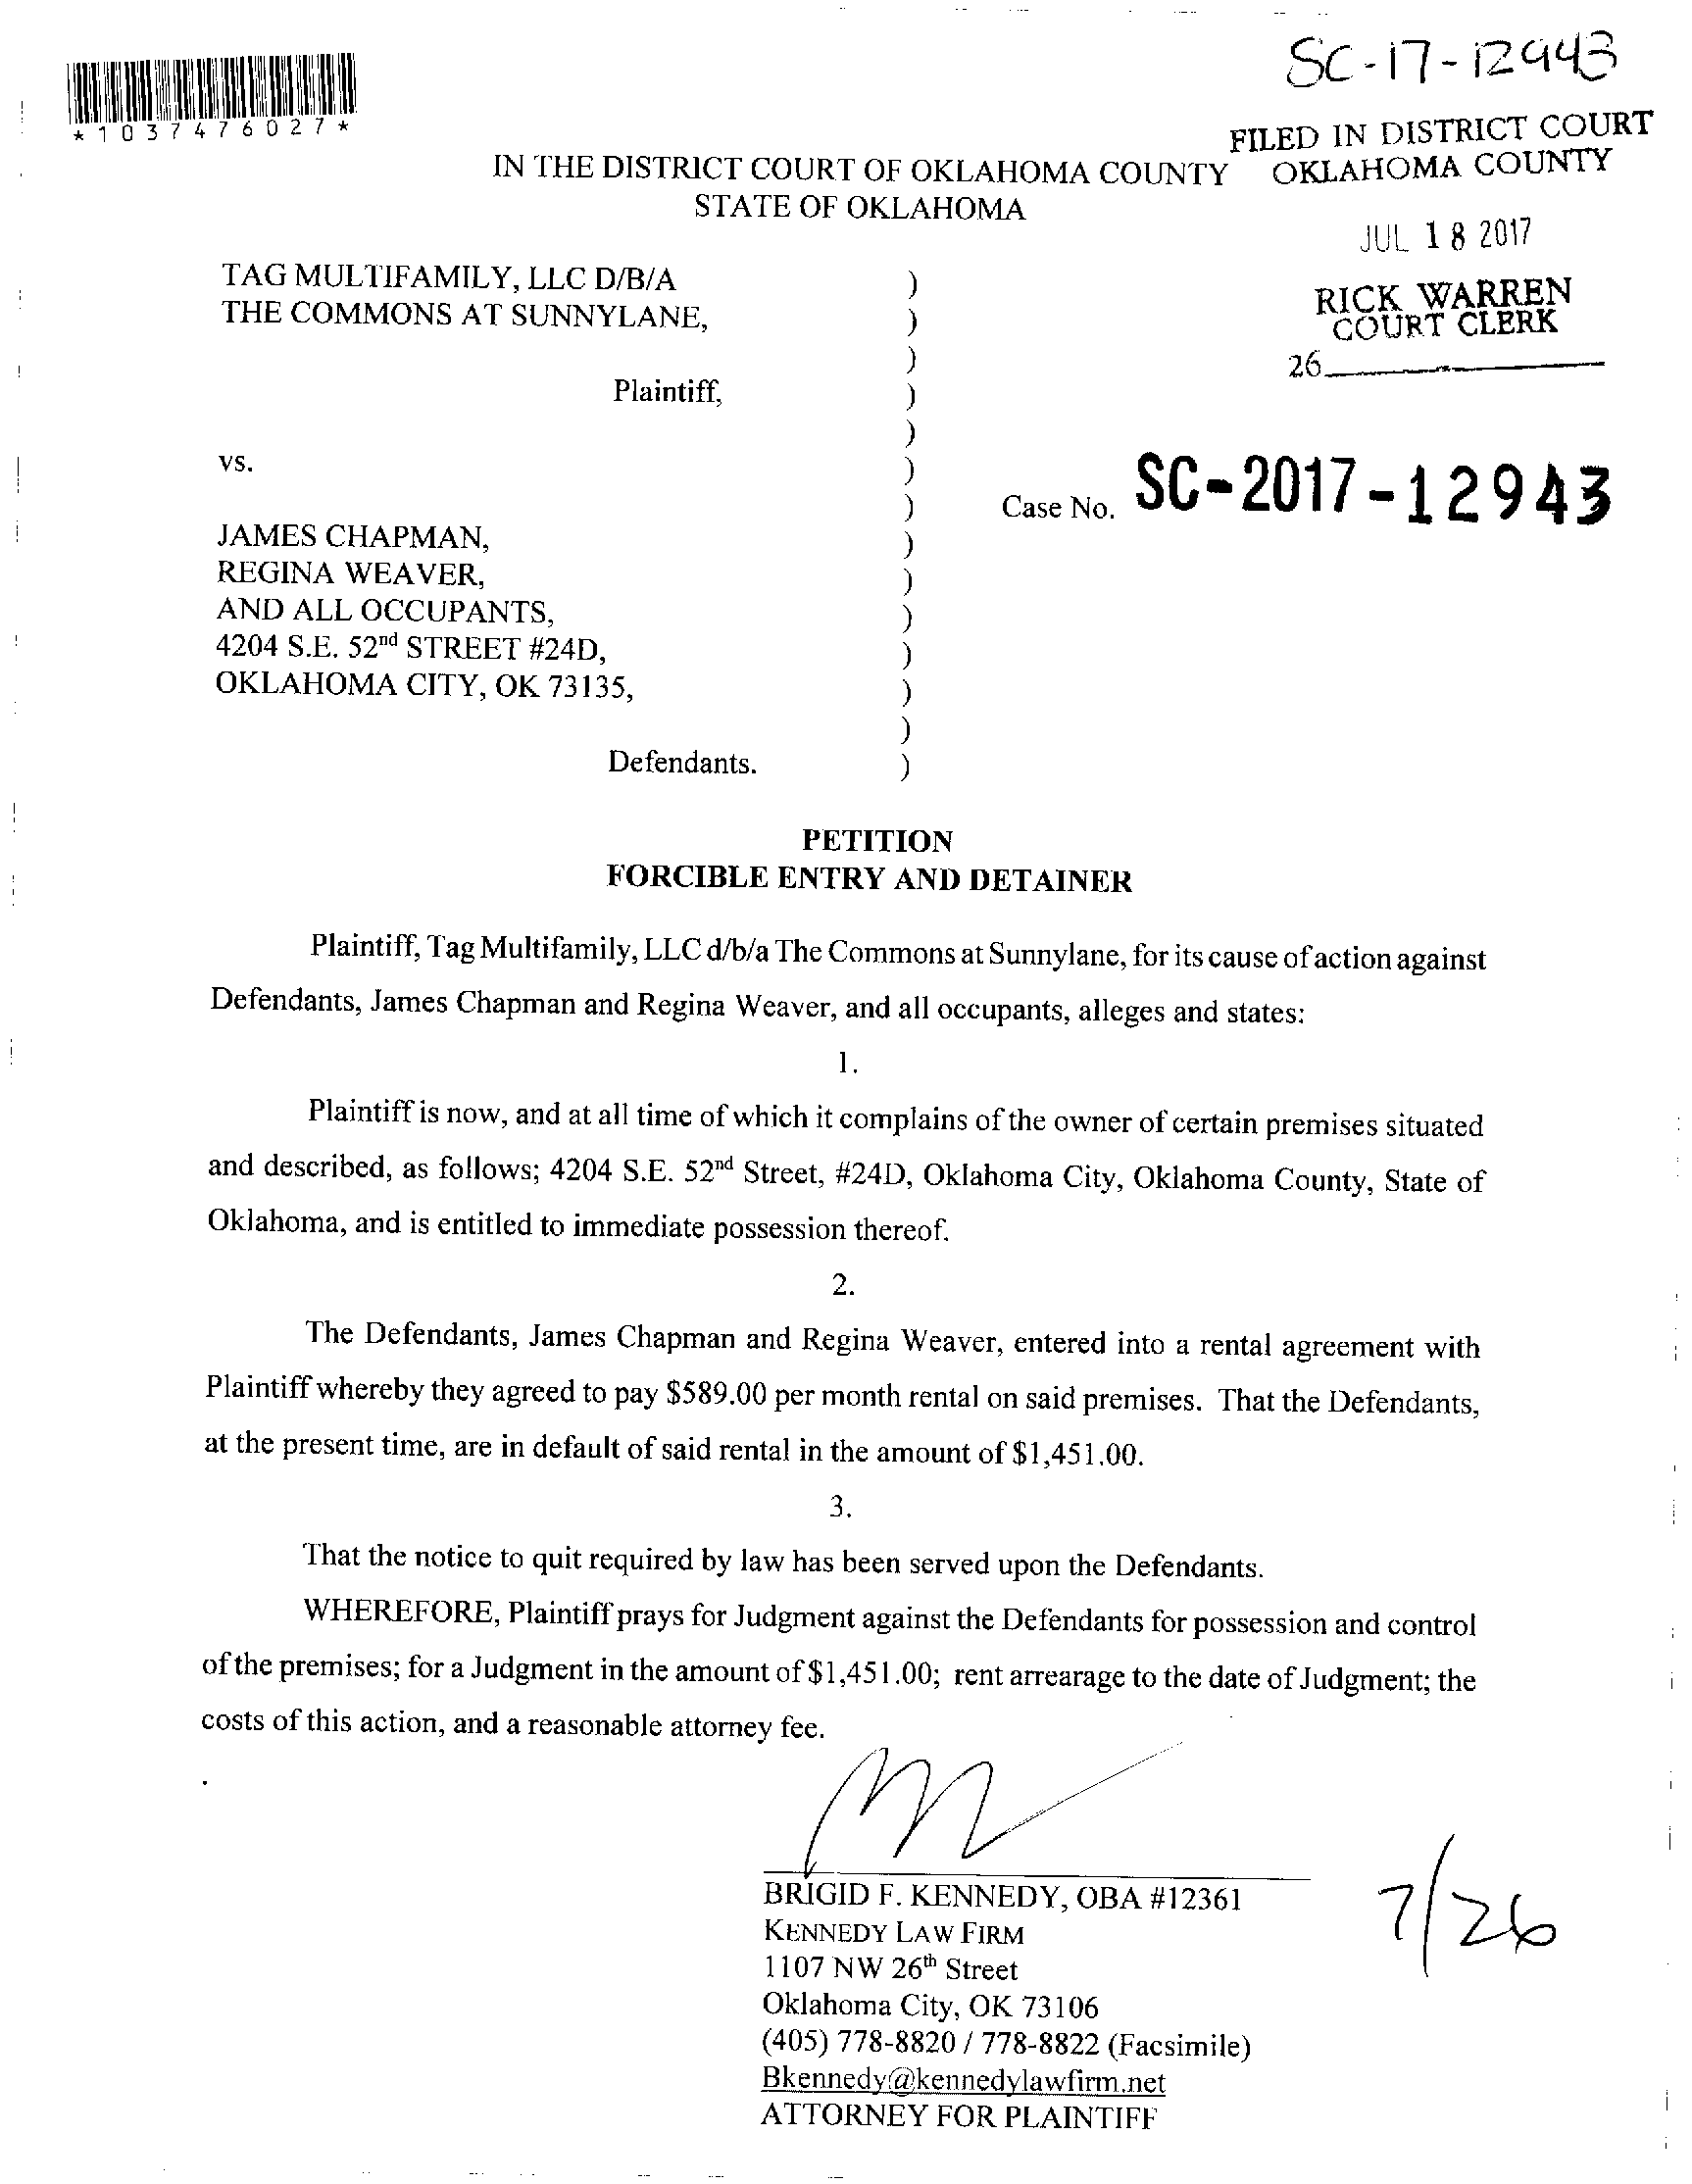 SC-17-12943
*1037476027*
FILED IN DISTRICT COURT
OKLAHOMA COUNTY
IN THE DISTRICT COURT OF OKLAHOMA COUNTY
STATE OF OKLAHOMA
JUL 18 2017
RICK WARREN
COURT CLERK
26
TAG MULTIFAMILY, LLC D/B/A )
THE COMMONS AT SUNNYLANE, )
)
Plaintiff, )
)
vs. )
) Case No. SC-2017-12943
JAMES CHAPMAN, )
REGINA WEAVER, )
AND ALL OCCUPANTS, )
4204 S.E. 52nd STREET #24D, )
OKLAHOMA CITY, OK 73135, )
)
Defendants. )
PETITION
FORCIBLE ENTRY AND DETAINER
Plaintiff, Tag Multifamily, LLC d/b/a The Commons at Sunnylane, for its cause of action against
Defendants, James Chapman and Regina Weaver, and all occupants, alleges and states:
1.
Plaintiff is now, and at all time of which it complains of the owner of certain premises situated
and described, as follows; 4204 S.E. 52nd Street, #24D, Oklahoma City, Oklahoma County, State of
Oklahoma, and is entitled to immediate possession thereof.
2.
The Defendants, James Chapman and Regina Weaver, entered into a rental agreement with
Plaintiff whereby they agreed to pay $589.00 per month rental on said premises. That the Defendants,
at the present time, are in default of said rental in the amount of $1,451.00.
3.
That the notice to quit required by law has been served upon the Defendants.
WHEREFORE, Plaintiff prays for Judgment against the Defendants for possession and control
of the premises; for a Judgment in the amount of $1,451.00; rent arrearage to the date of Judgment; the
costs of this action, and a reasonable attorney fee.
BRIGID F. KENNEDY, OBA #12361
KENNEDY LAW FIRM
1107 NW 26th Street
Oklahoma City, OK 73106
(405) 778-8820 / 778-8822 (Facsimile)
Bkennedy@kennedylawfirm.net
ATTORNEY FOR PLAINTIFF
7/26